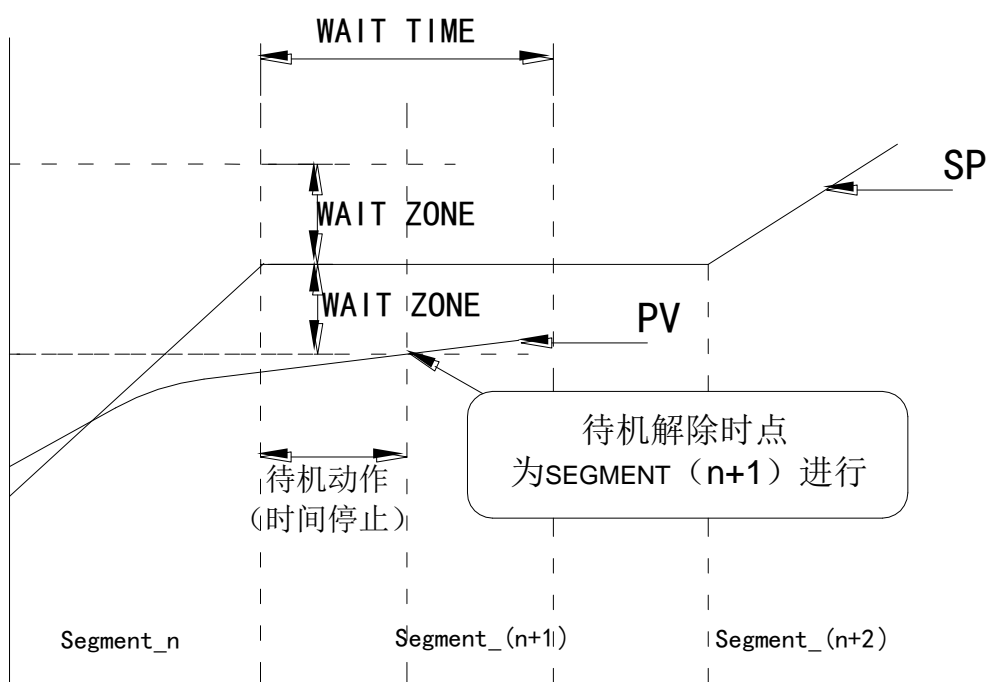 WAIT TIME
SP
WAIT ZONE
WAIT ZONE
PV
待机解除时点
为SEGMENT（n+1）进行
待机动作
（时间停止）
Segment_n
Segment_(n+1)
Segment_(n+2)